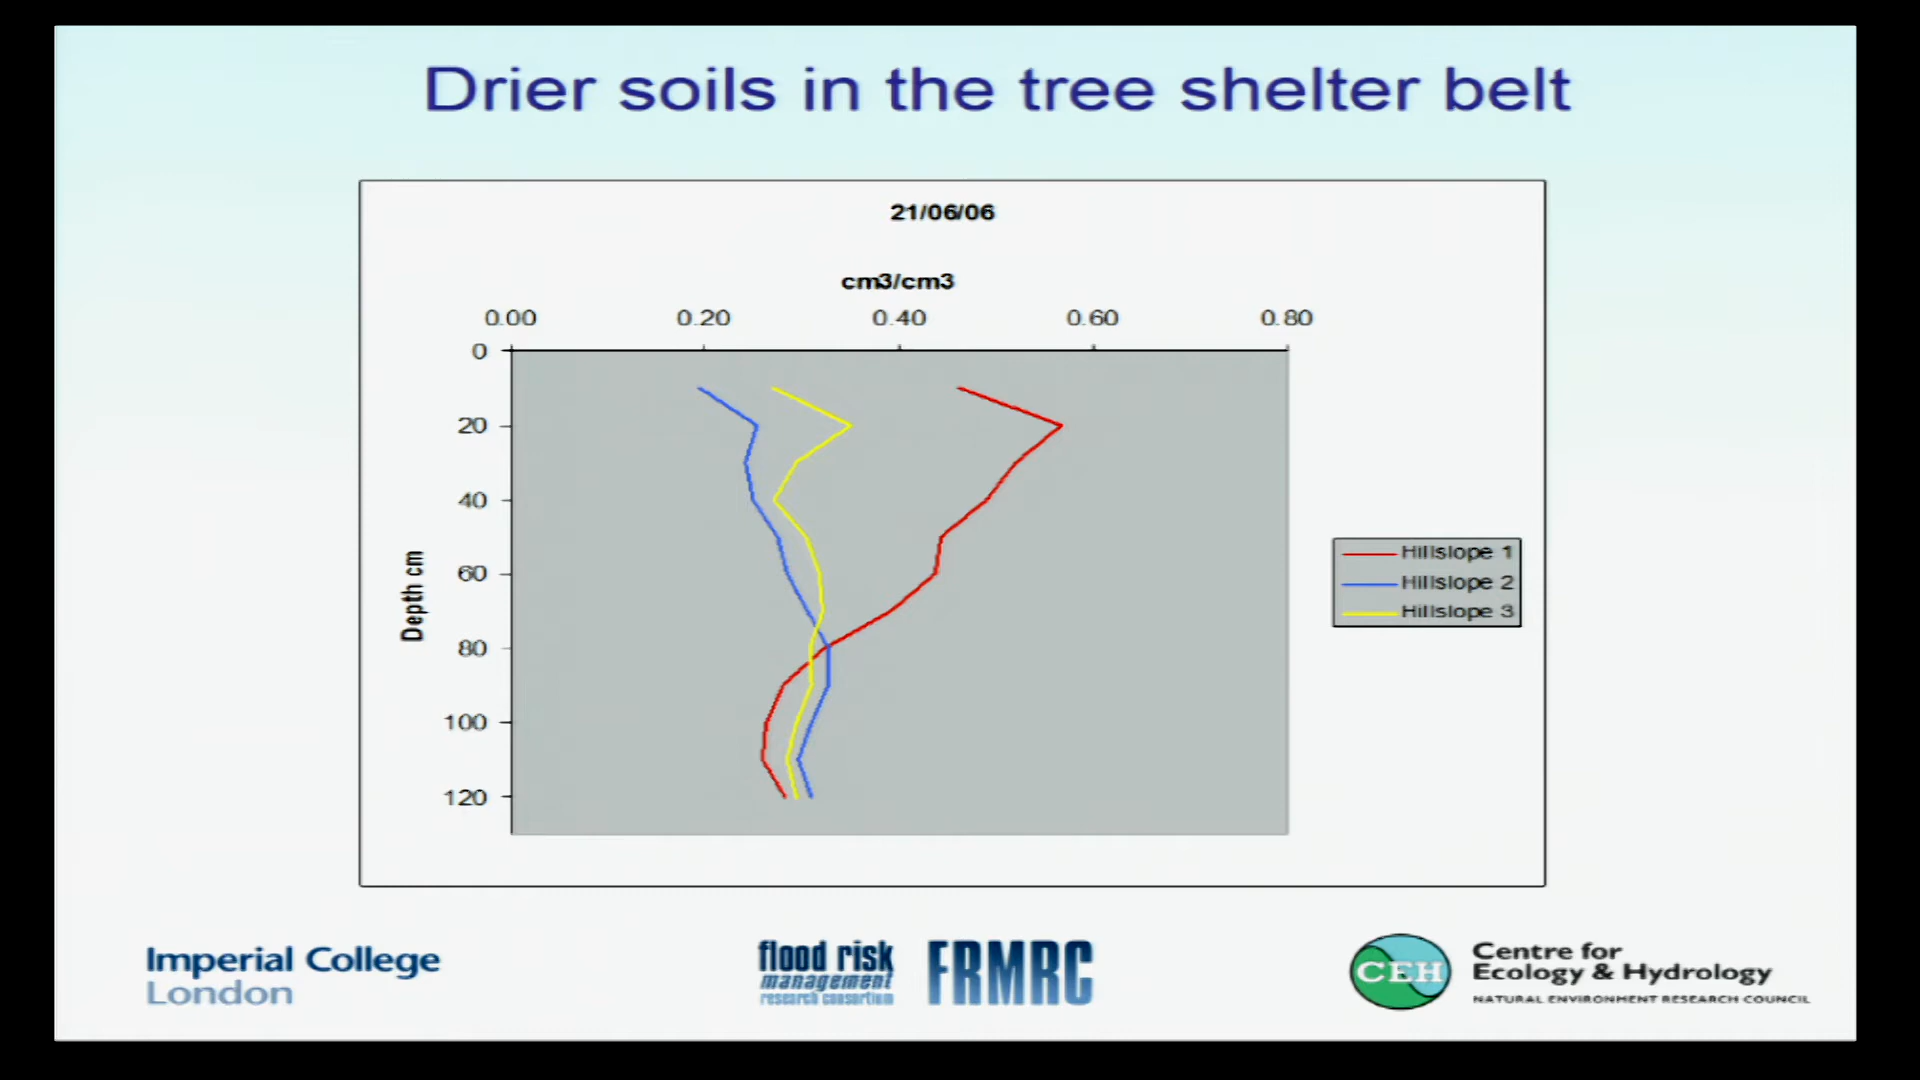 Drier soils in the tree shelter belt
21/06/06
cm3/cm3
0.00 0.20 0.40 0.60 0.80
0
20
40
60
80
100
120
Depth cm
Hillslope 1
Hillslope 2
Hillslope 3
Imperial College
London
flood risk
management
research consortium
FRMRC
CEH
Centre for
Ecology & Hydrology
NATURAL ENVIRONMENT RESEARCH COUNCIL